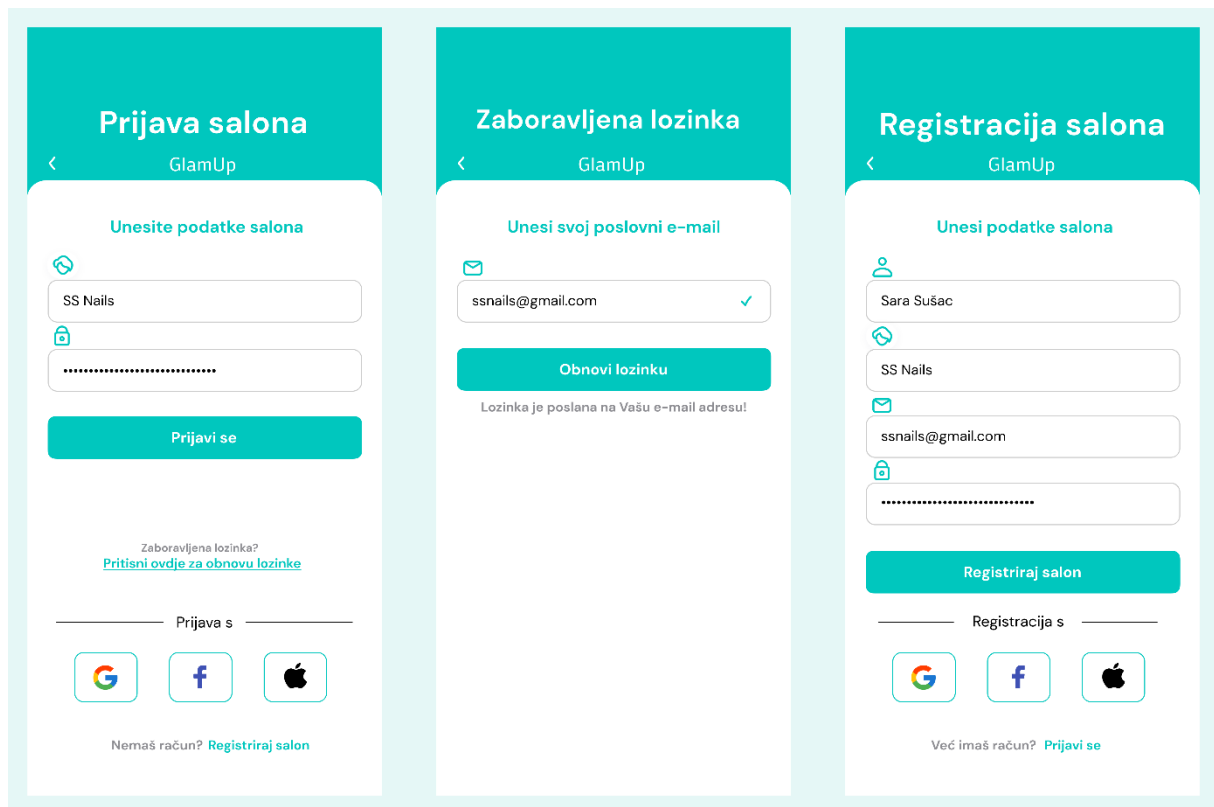 Prijava salona
GlamUp
Unesite podatke salona
SS Nails
Prijavi se
Zaboravljena lozinka?
Pritisni ovdje za obnovu lozinke
Prijava s
Nemaš račun? Registriraj salon
Zaboravljena lozinka
GlamUp
Unesi svoj poslovni e-mail
ssnails@gmail.com
Obnovi lozinku
Lozinka je poslana na Vašu e-mail adresu!
Registracija salona
GlamUp
Unesi podatke salona
Sara Sušac
SS Nails
ssnails@gmail.com
Registriraj salon
Registracija s
Već imaš račun? Prijavi se